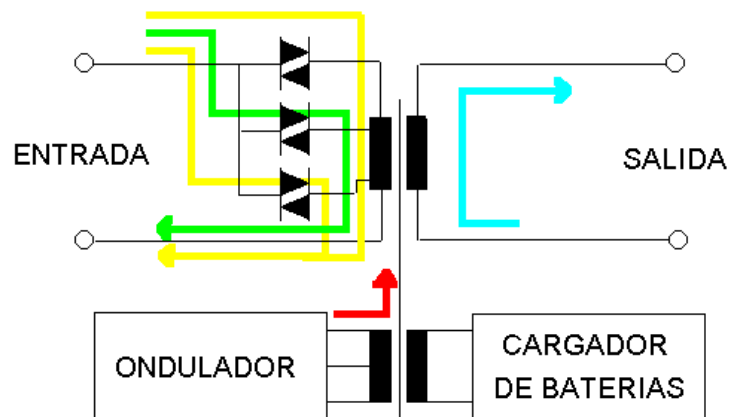 ENTRADA
SALIDA
ONDULADOR
CARGADOR
DE BATERIAS